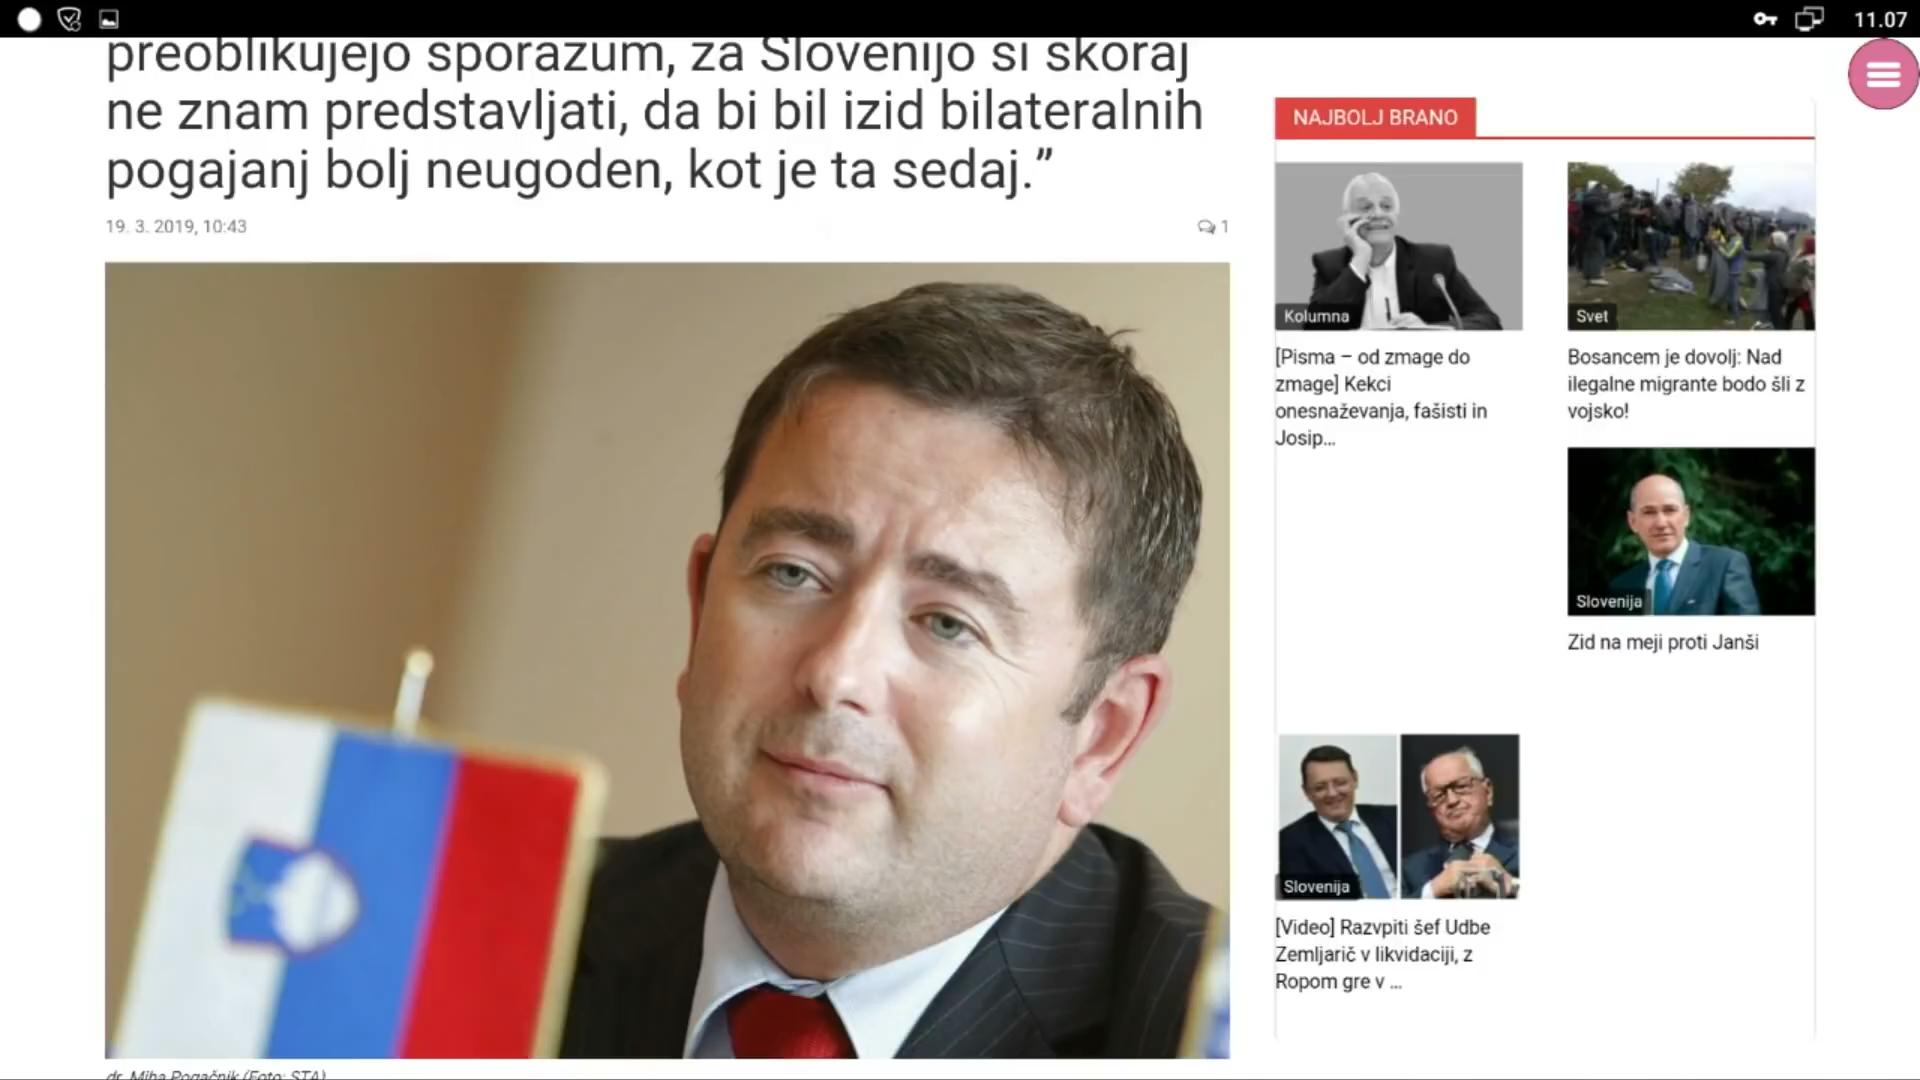 11.07
preoblikujejo sporazum, za Slovenijo si skoraj
ne znam predstavljati, da bi bil izid bilateralnih
pogajanj bolj neugoden, kot je ta sedaj.”
19. 3. 2019, 10:43
1
dr. Miha Pogačnik (Foto: STA)
NAJBOLJ BRANO
Kolumna
[Pisma – od zmage do
zmage] Kekci
onesnaževanja, fašisti in
Josip...
Svet
Bosancem je dovolj: Nad
ilegalne migrante bodo šli z
vojsko!
Slovenija
Zid na meji proti Janši
Slovenija
[Video] Razvpiti šef Udbe
Zemljarič v likvidaciji, z
Ropom gre v ...